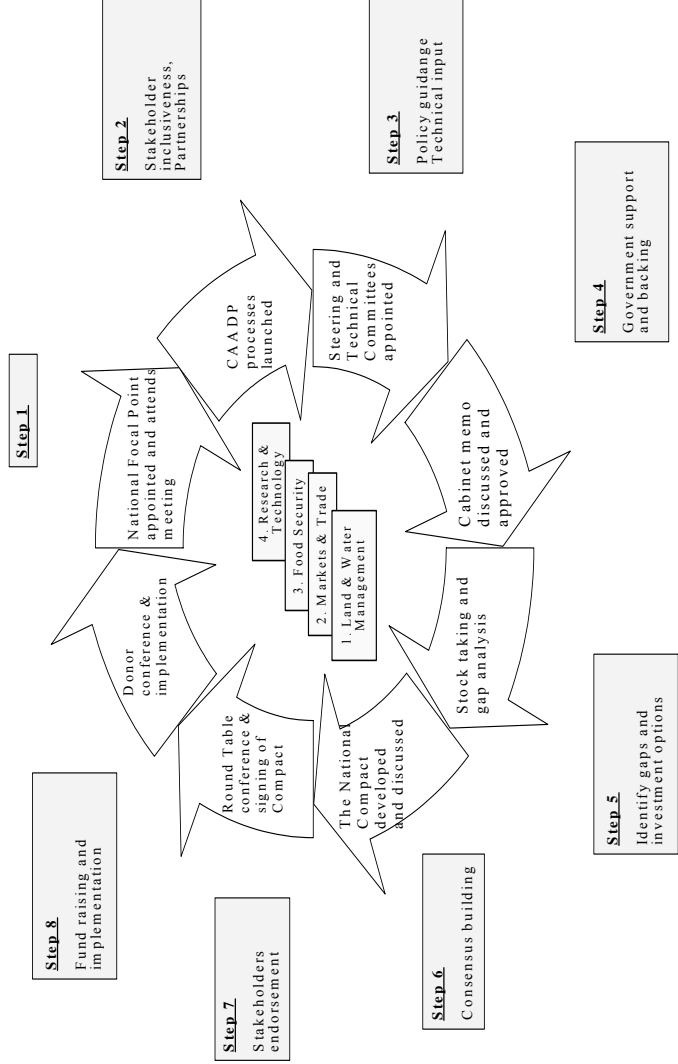 Step 1
Step 2
Stakeholder
inclusiveness,
Partnerships
Step 3
Policy guidange
Technical input
Step 4
Government support
and backing
Step 5
Identify gaps and
investment options
Step 6
Consensus building
Step 7
Stakeholders
endorsement
Step 8
Fund raising and
implementation
National Focal Point
appointed and attends
meeting
CAADP
processes
launched
Steering and
Technical
Committees
appointed
Cabinet memo
discussed and
approved
Stock taking and
gap analysis
The National
Compact
developed
and discussed
Round Table
conference &
signing of
Compact
Donor
conference &
implementation
4. Research &
Technology
3. Food Security
2. Markets & Trade
1. Land & Water
Management